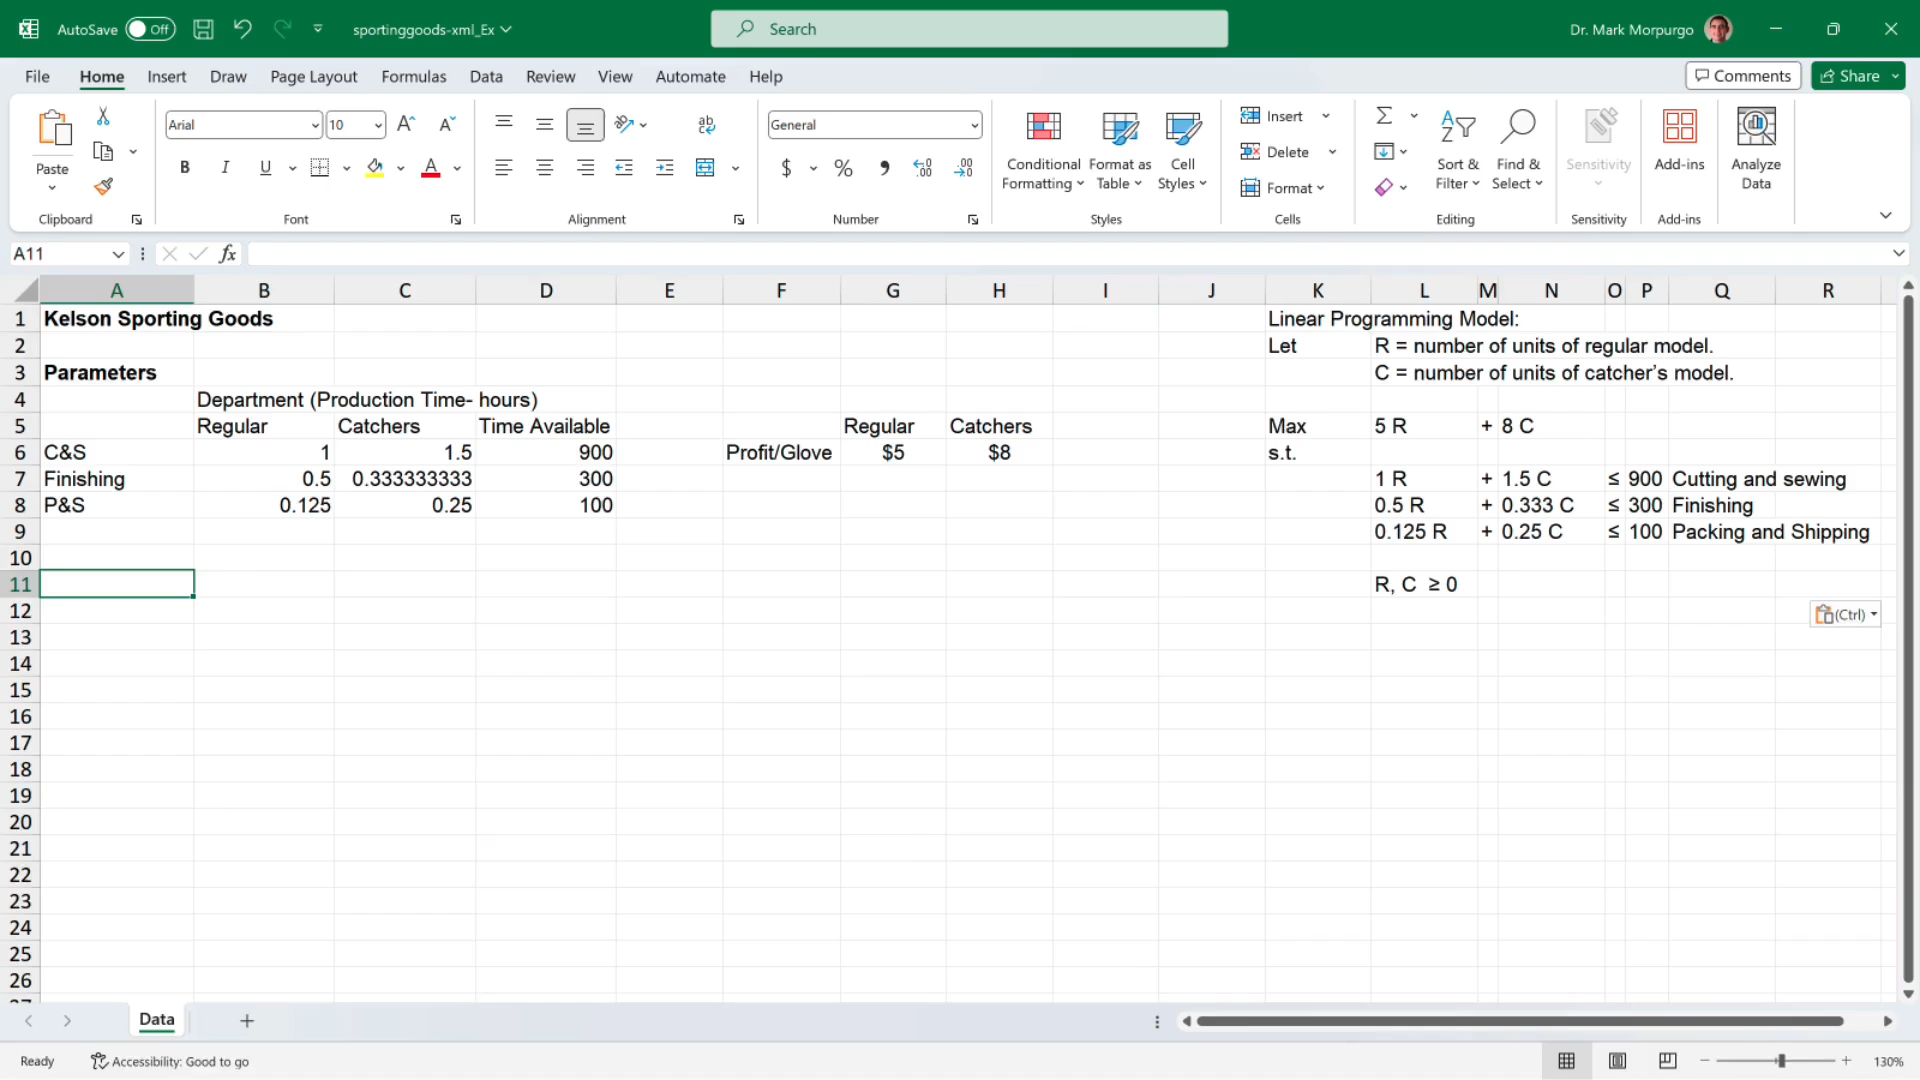 AutoSave Off sportinggoods-xml_Ex Search Dr. Mark Morpurgo
File Home Insert Draw Page Layout Formulas Data Review View Automate Help Comments Share
Paste
Clipboard
Arial 10
Font
Alignment
General
Number
Conditional Formatting
Format as Table
Cell Styles
Styles
Insert
Delete
Format
Cells
Sort & Filter
Find & Select
Editing
Sensitivity
Sensitivity
Add-ins
Add-ins
Analyze Data
A11 fx
A B C D E F G H I J K L M N O P Q R
1 Kelson Sporting Goods Linear Programming Model:
2 Let R = number of units of regular model.
3 Parameters C = number of units of catcher’s model.
4 Department (Production Time- hours)
5 Regular Catchers Time Available Regular Catchers Max 5 R + 8 C
6 C&S 1 1.5 900 Profit/Glove $5 $8 s.t.
7 Finishing 0.5 0.333333333 300 1 R + 1.5 C ≤ 900 Cutting and sewing
8 P&S 0.125 0.25 100 0.5 R + 0.333 C ≤ 300 Finishing
9 0.125 R + 0.25 C ≤ 100 Packing and Shipping
10
11 R, C ≥ 0
12 (Ctrl)
13
14
15
16
17
18
19
20
21
22
23
24
25
26
Data
Ready Accessibility: Good to go 130%